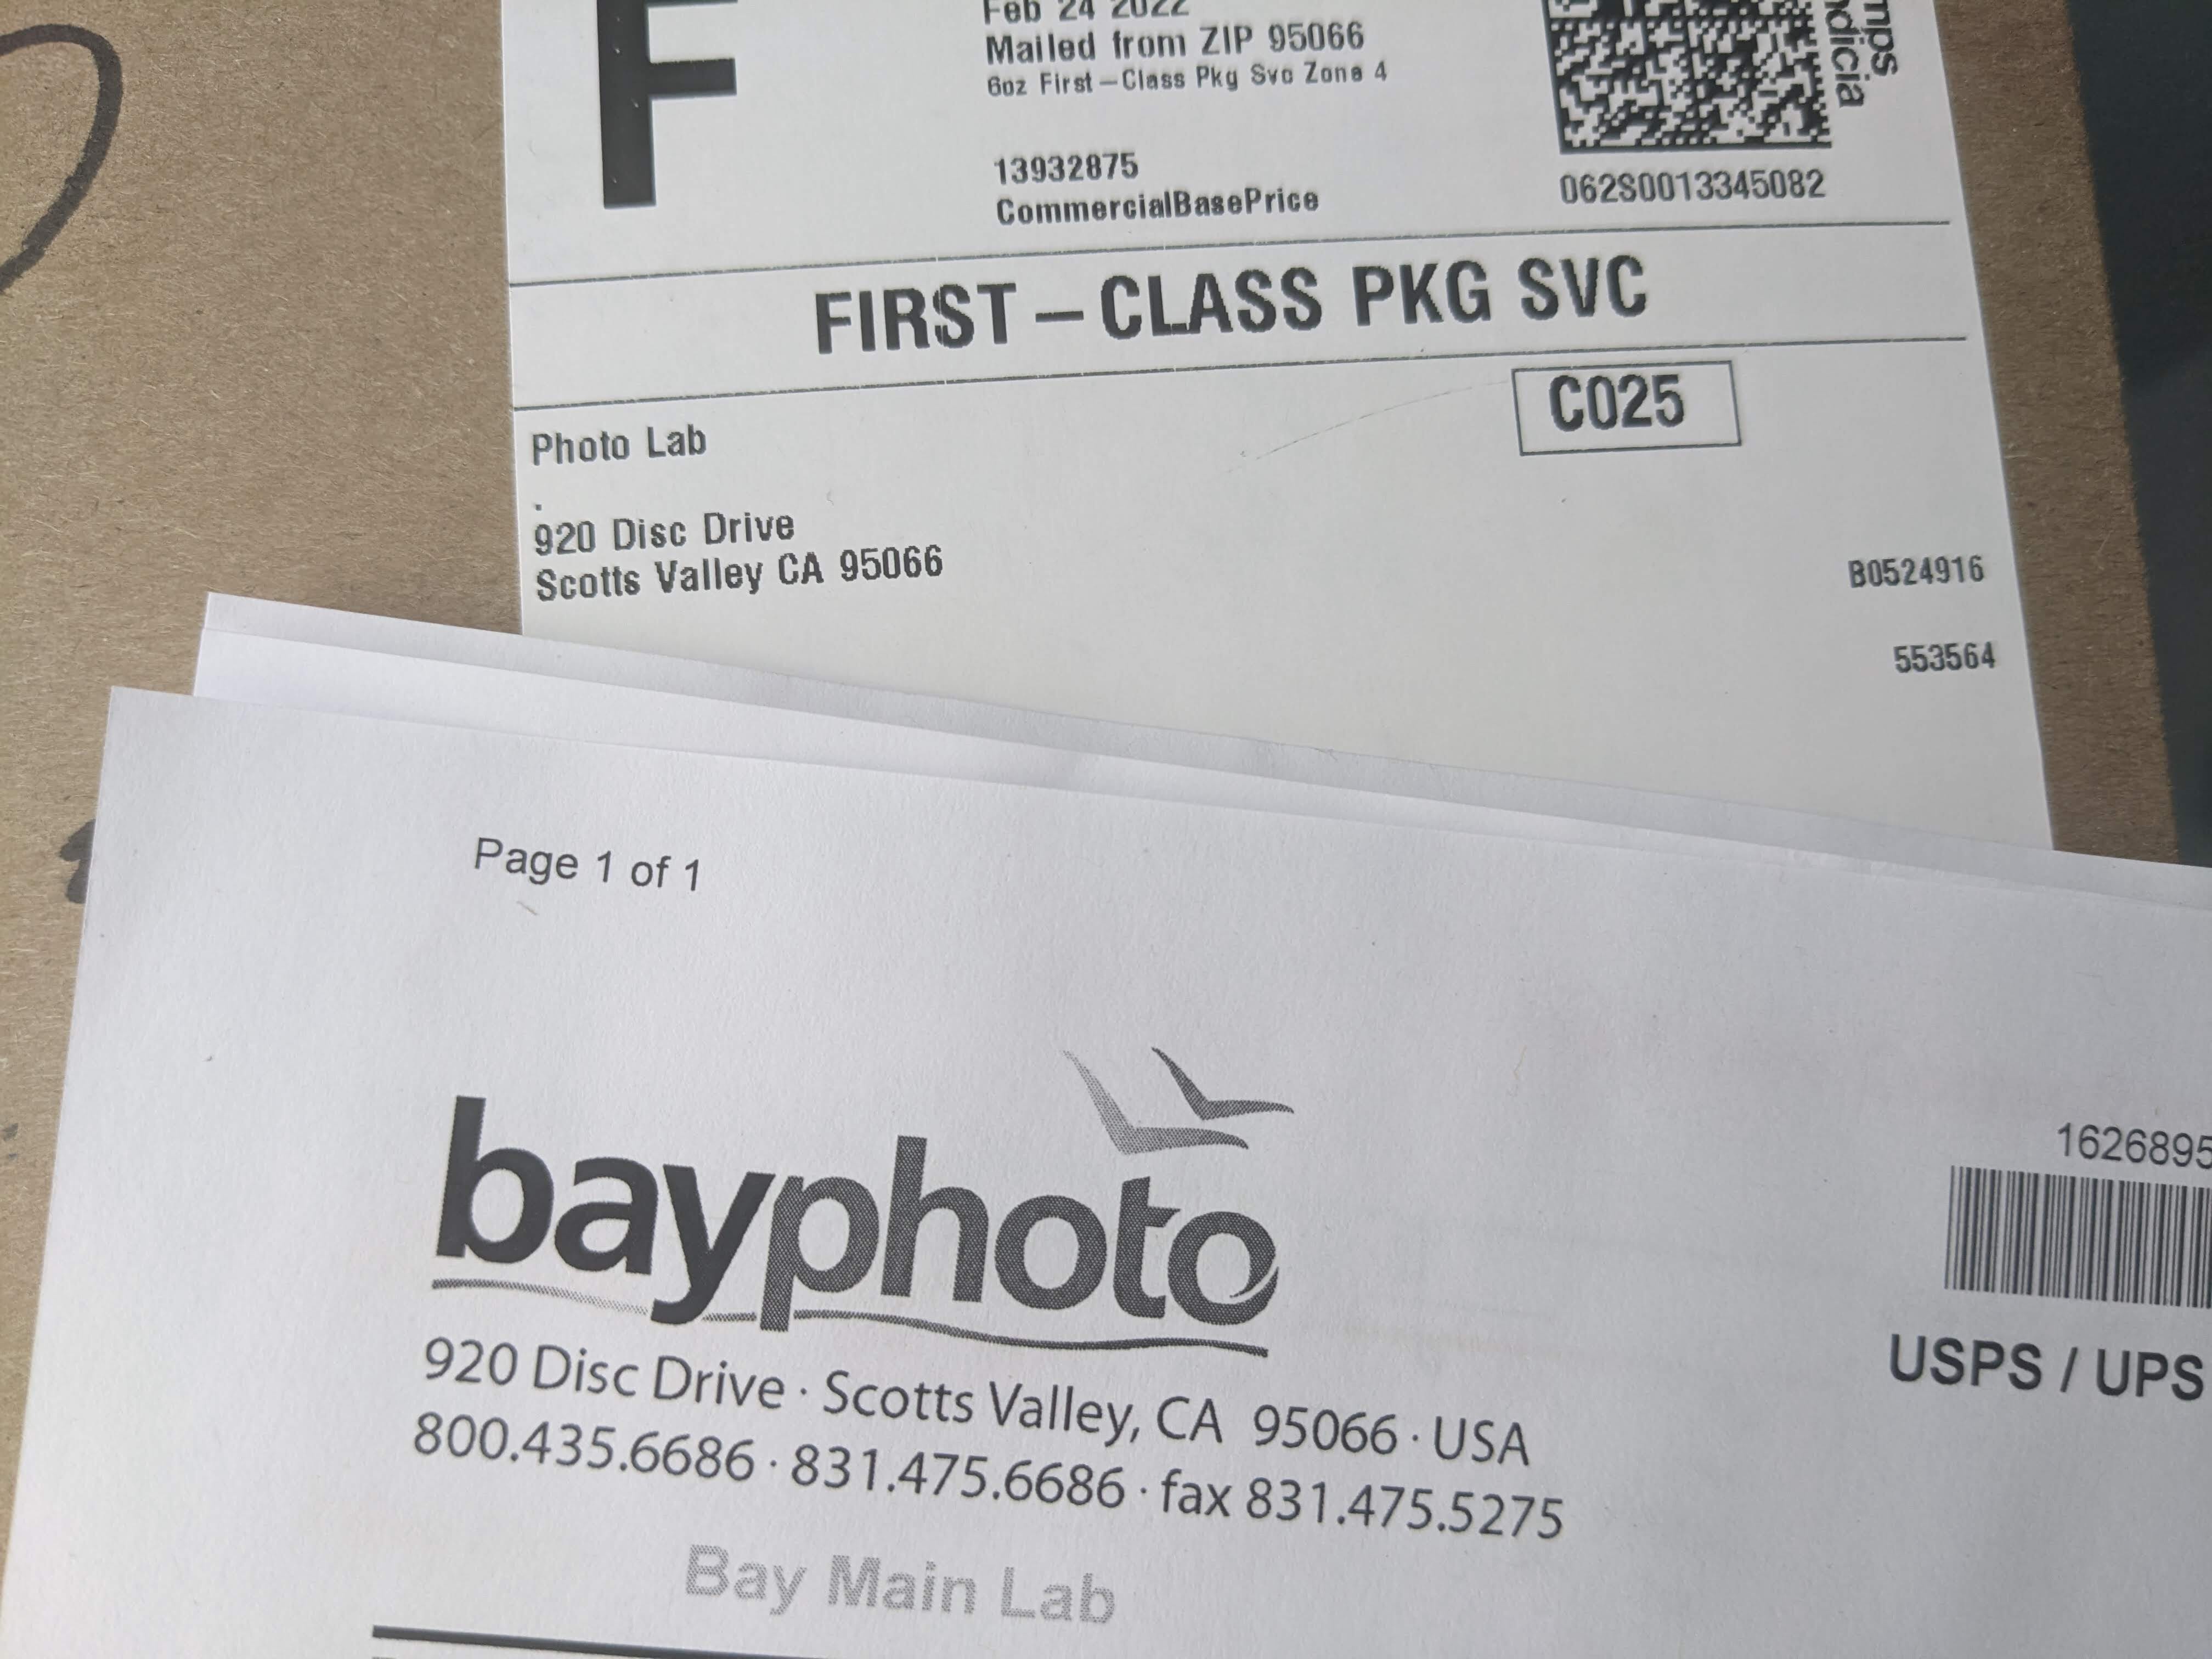 F
Feb 24 2022
Mailed from ZIP 95066
6oz First-Class Pkg Svc Zone 4
13932875
CommercialBasePrice
062S0013345082
FIRST-CLASS PKG SVC
C025
Photo Lab
.
920 Disc Drive
Scotts Valley CA 95066
B0524916
553564
Page 1 of 1
bayphoto
1626895
USPS / UPS
920 Disc Drive · Scotts Valley, CA 95066 · USA
800.435.6686 · 831.475.6686 · fax 831.475.5275
Bay Main Lab